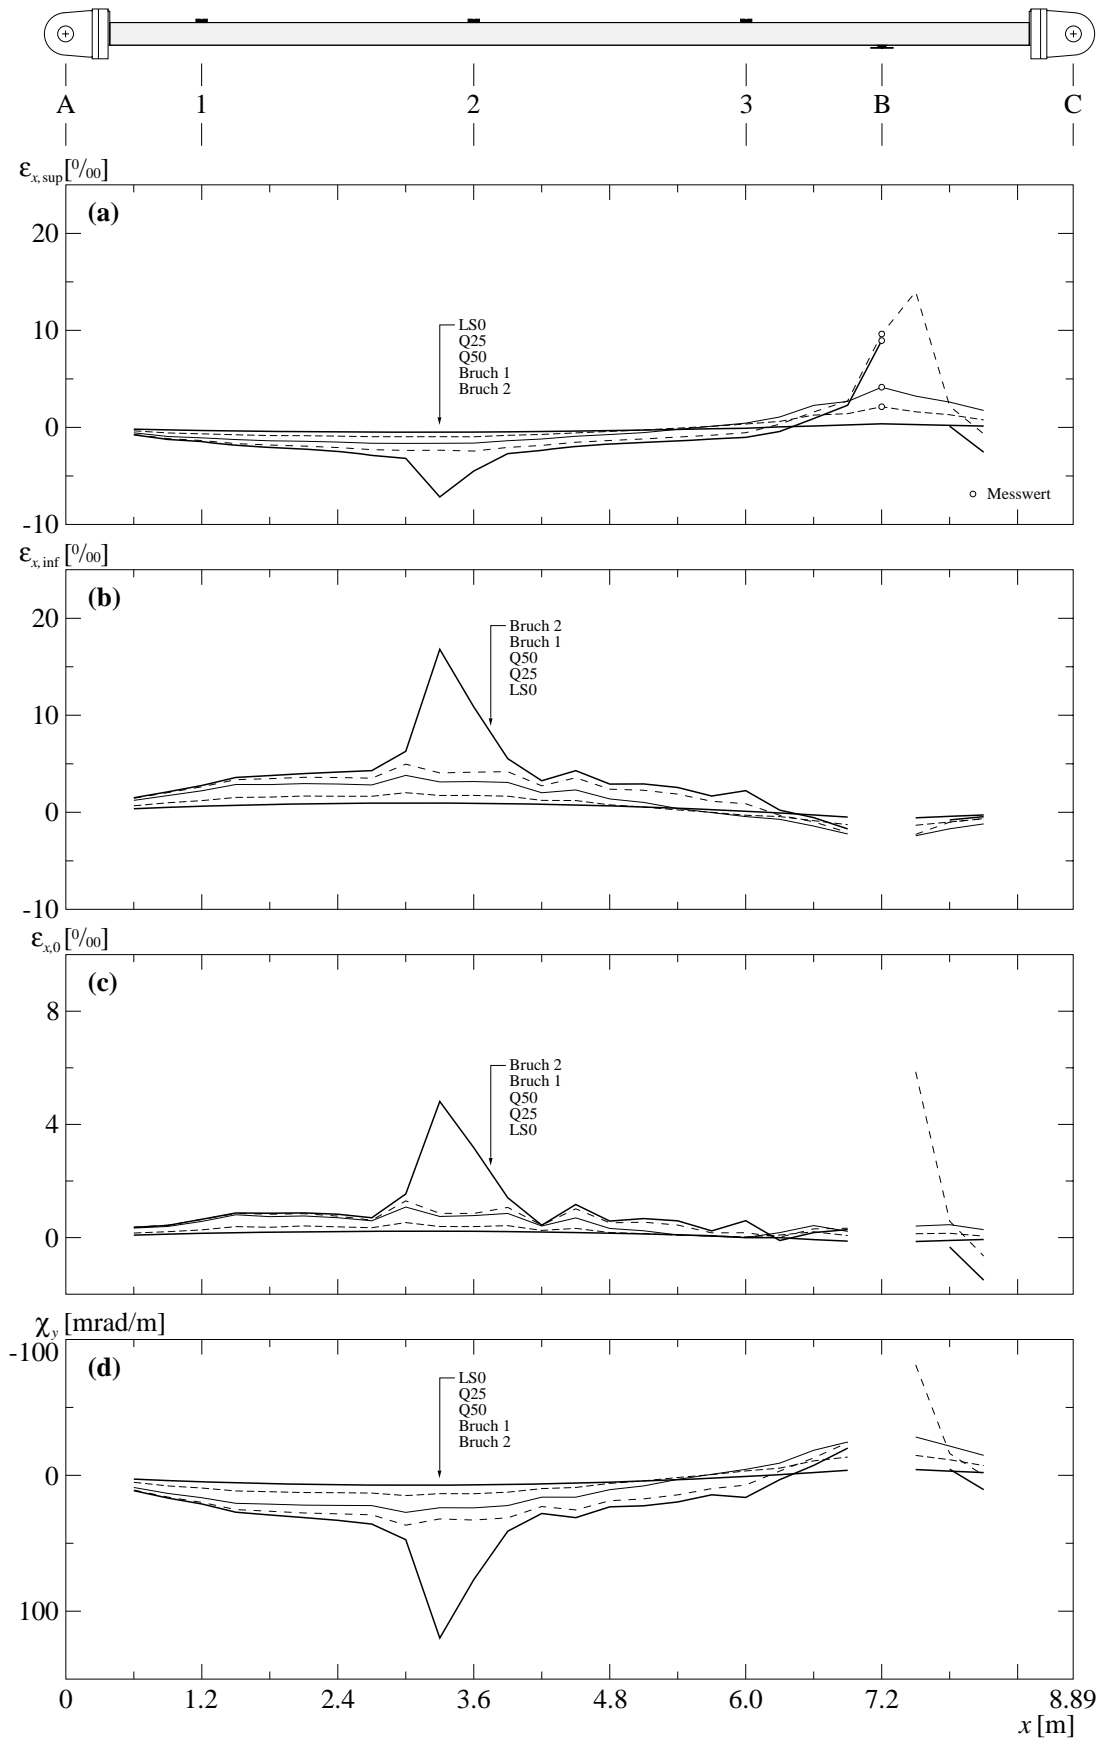 A 1 2 3 B C
εx,sup [0/00]
(a)
20
10
0
-10
LS0
Q25
Q50
Bruch 1
Bruch 2
Messwert
εx,inf [0/00]
(b)
20
10
0
-10
Bruch 2
Bruch 1
Q50
Q25
LS0
εx,0 [0/00]
(c)
8
4
0
Bruch 2
Bruch 1
Q50
Q25
LS0
χy [mrad/m]
-100
(d)
0
100
LS0
Q25
Q50
Bruch 1
Bruch 2
0 1.2 2.4 3.6 4.8 6.0 7.2 8.89
x [m]